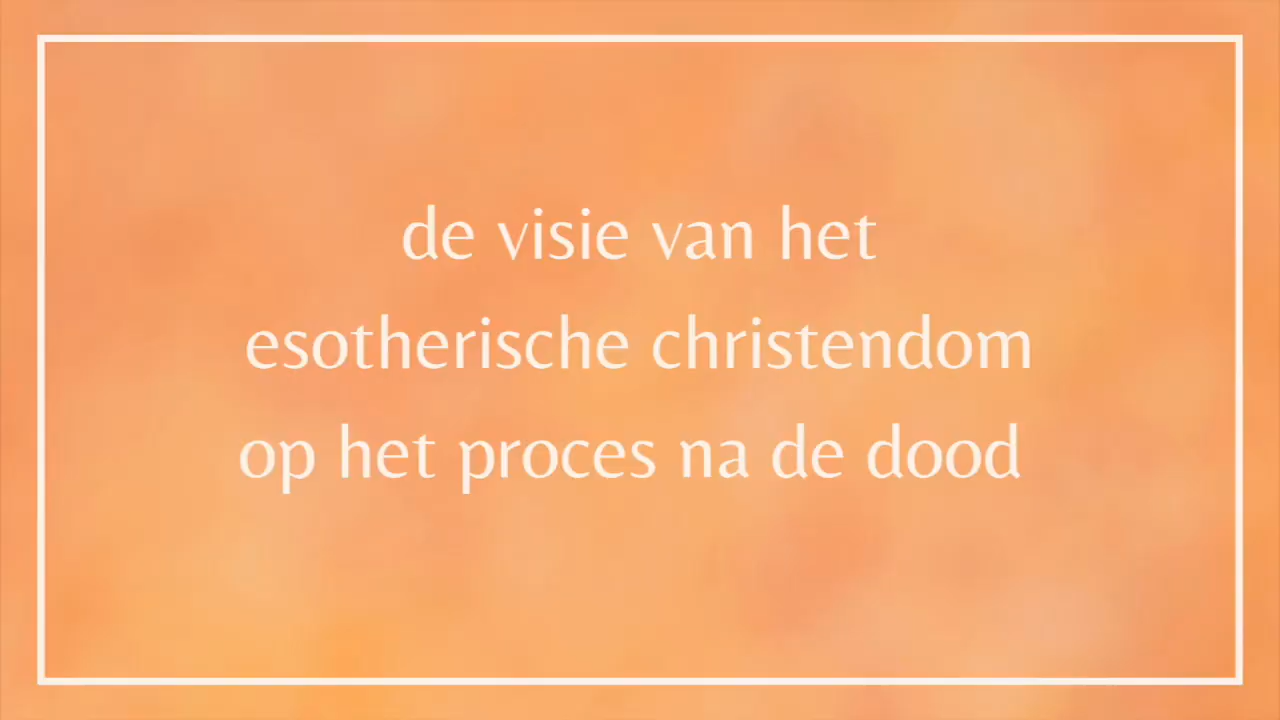 de visie van het
esotherische christendom
op het proces na de dood